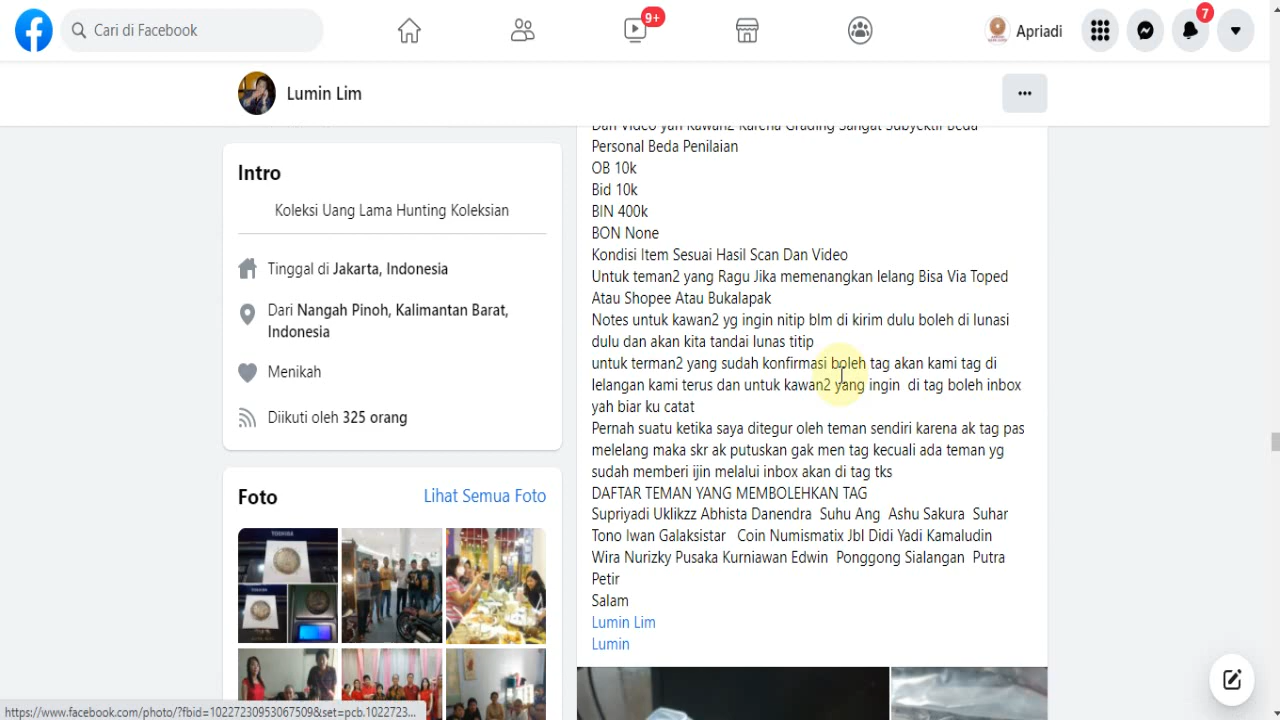 Cari di Facebook
9+
Apriadi
7
Lumin Lim
Dan Video yah Kawan2 Karena Grading Sangat Subyektif Beda
Personal Beda Penilaian
OB 10k
Bid 10k
BIN 400k
BON None
Kondisi Item Sesuai Hasil Scan Dan Video
Untuk teman2 yang Ragu Jika memenangkan lelang Bisa Via Toped
Atau Shopee Atau Bukalapak
Notes untuk kawan2 yg ingin nitip blm di kirim dulu boleh di lunasi
dulu dan akan kita tandai lunas titip
untuk terman2 yang sudah konfirmasi boleh tag akan kami tag di
lelangan kami terus dan untuk kawan2 yang ingin  di tag boleh inbox
yah biar ku catat
Pernah suatu ketika saya ditegur oleh teman sendiri karena ak tag pas
melelang maka skr ak putuskan gak men tag kecuali ada teman yg
sudah memberi ijin melalui inbox akan di tag tks
DAFTAR TEMAN YANG MEMBOLEHKAN TAG
Supriyadi Uklikzz Abhista Danendra  Suhu Ang  Ashu Sakura  Suhar
Tono Iwan Galaksistar   Coin Numismatix Jbl Didi Yadi Kamaludin
Wira Nurizky Pusaka Kurniawan Edwin  Ponggong Sialangan  Putra
Petir
Salam
Lumin Lim
Lumin
Intro
Koleksi Uang Lama Hunting Koleksian
Tinggal di Jakarta, Indonesia
Dari Nangah Pinoh, Kalimantan Barat,
Indonesia
Menikah
Diikuti oleh 325 orang
Foto
Lihat Semua Foto
TOSHIBA
https://www.facebook.com/photo/?fbid=10227230953067509&set=pcb.1022723...